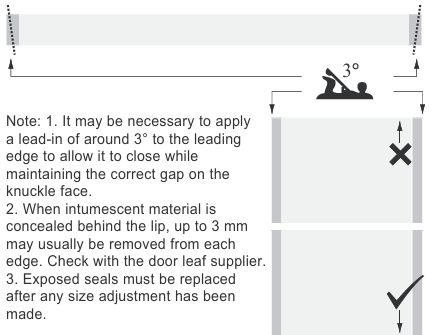 3°
Note: 1. It may be necessary to apply
a lead-in of around 3° to the leading
edge to allow it to close while
maintaining the correct gap on the
knuckle face.
2. When intumescent material is
concealed behind the lip, up to 3 mm
may usually be removed from each
edge. Check with the door leaf supplier.
3. Exposed seals must be replaced
after any size adjustment has been
made.